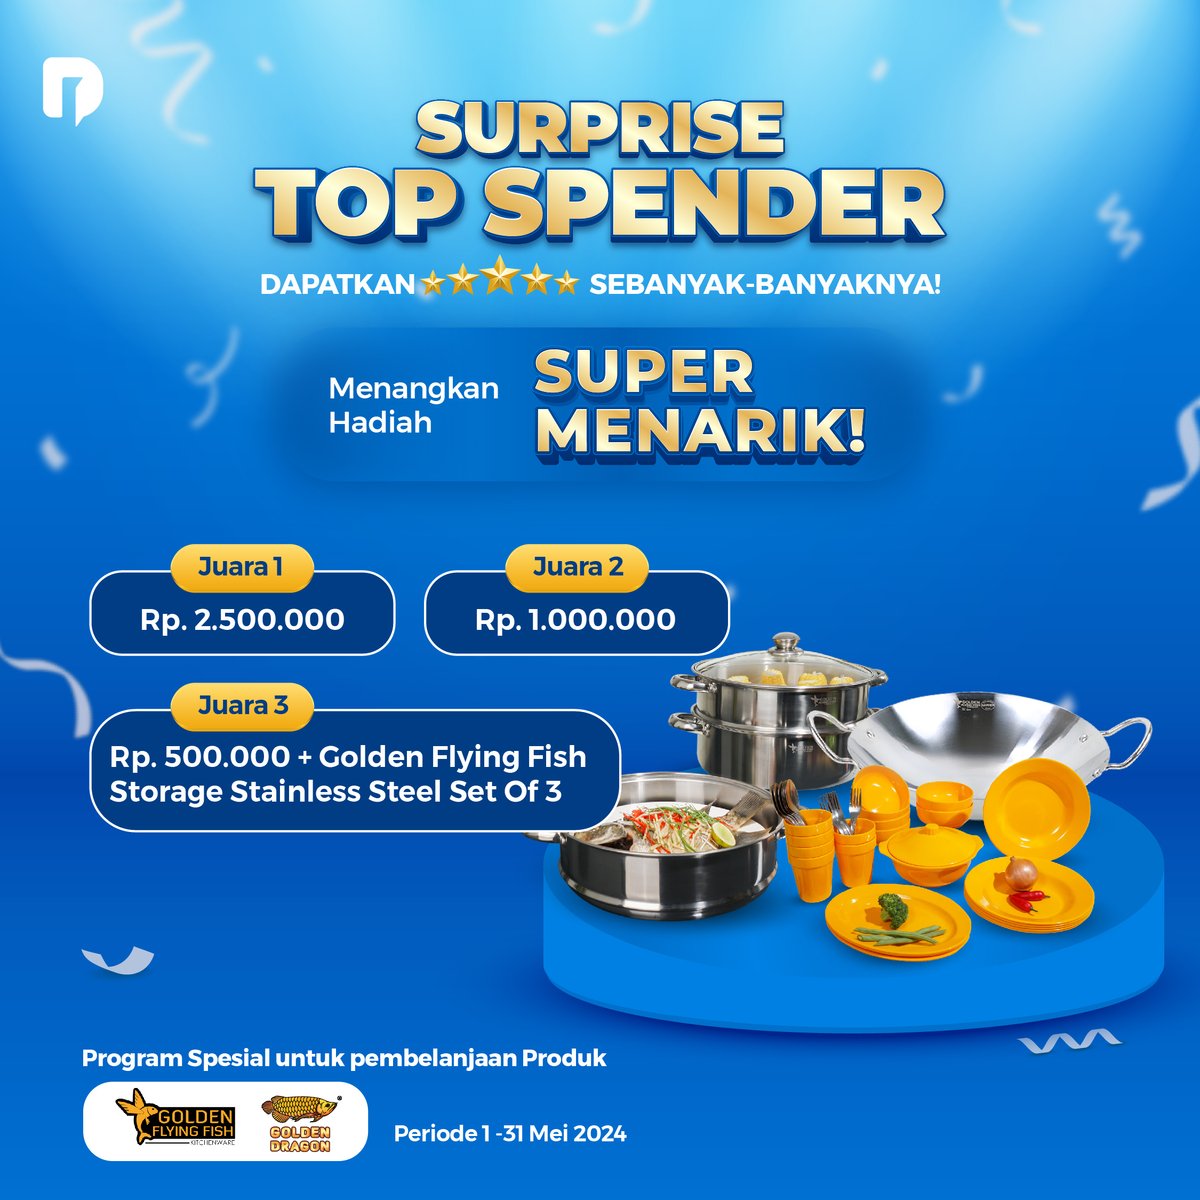 SURPRISE
TOP SPENDER
DAPATKAN SEBANYAK-BANYAKNYA!
Menangkan
Hadiah
SUPER
MENARIK!
Juara 1
Rp. 2.500.000
Juara 2
Rp. 1.000.000
Juara 3
Rp. 500.000 + Golden Flying Fish
Storage Stainless Steel Set Of 3
Program Spesial untuk pembelanjaan Produk
GOLDEN
FLYING FISH
KITCHENWARE
GOLDEN
DRAGON
Periode 1 -31 Mei 2024